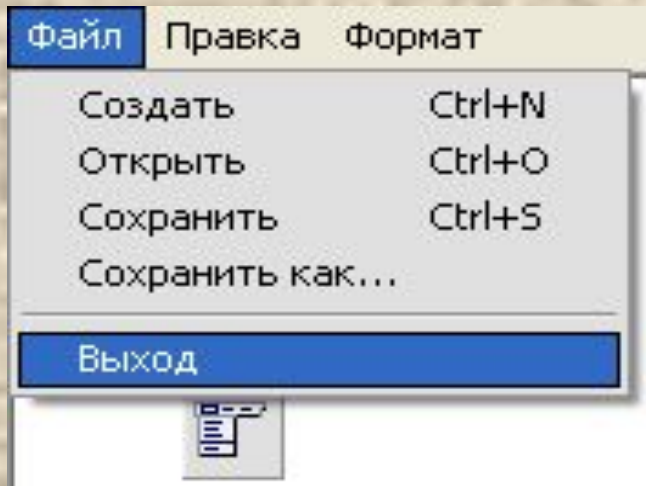 Файл Правка Формат
Создать Ctrl+N
Открыть Ctrl+O
Сохранить Ctrl+S
Сохранить как...
Выход